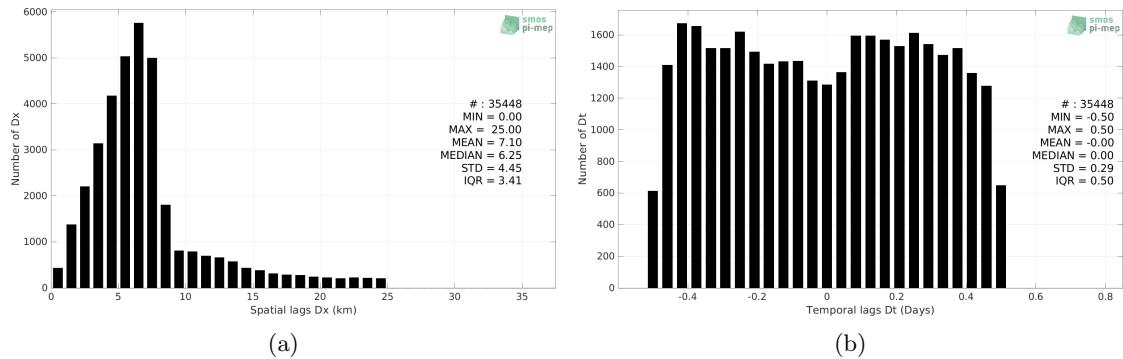 6000
5000
4000
3000
2000
1000
0
Number of Dx
0 5 10 15 20 25 30 35
Spatial lags Dx (km)
smos
pi-mep
# : 35448
MIN = 0.00
MAX = 25.00
MEAN = 7.10
MEDIAN = 6.25
STD = 4.45
IQR = 3.41
(a)
1600
1400
1200
1000
800
600
400
200
0
Number of Dt
-0.4 -0.2 0 0.2 0.4 0.6 0.8
Temporal lags Dt (Days)
smos
pi-mep
# : 35448
MIN = -0.50
MAX = 0.50
MEAN = -0.00
MEDIAN = 0.00
STD = 0.29
IQR = 0.50
(b)